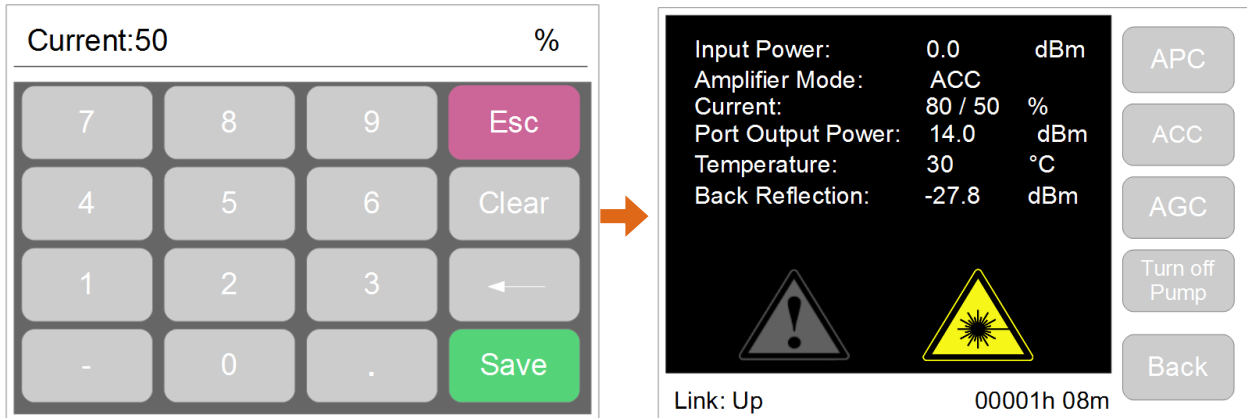 Current:50 %
7 8 9 Esc
4 5 6 Clear
1 2 3
- 0 . Save
Input Power: 0.0 dBm
Amplifier Mode: ACC
Current: 80 / 50 %
Port Output Power: 14.0 dBm
Temperature: 30 °C
Back Reflection: -27.8 dBm
Link: Up 00001h 08m
APC
ACC
AGC
Turn off
Pump
Back